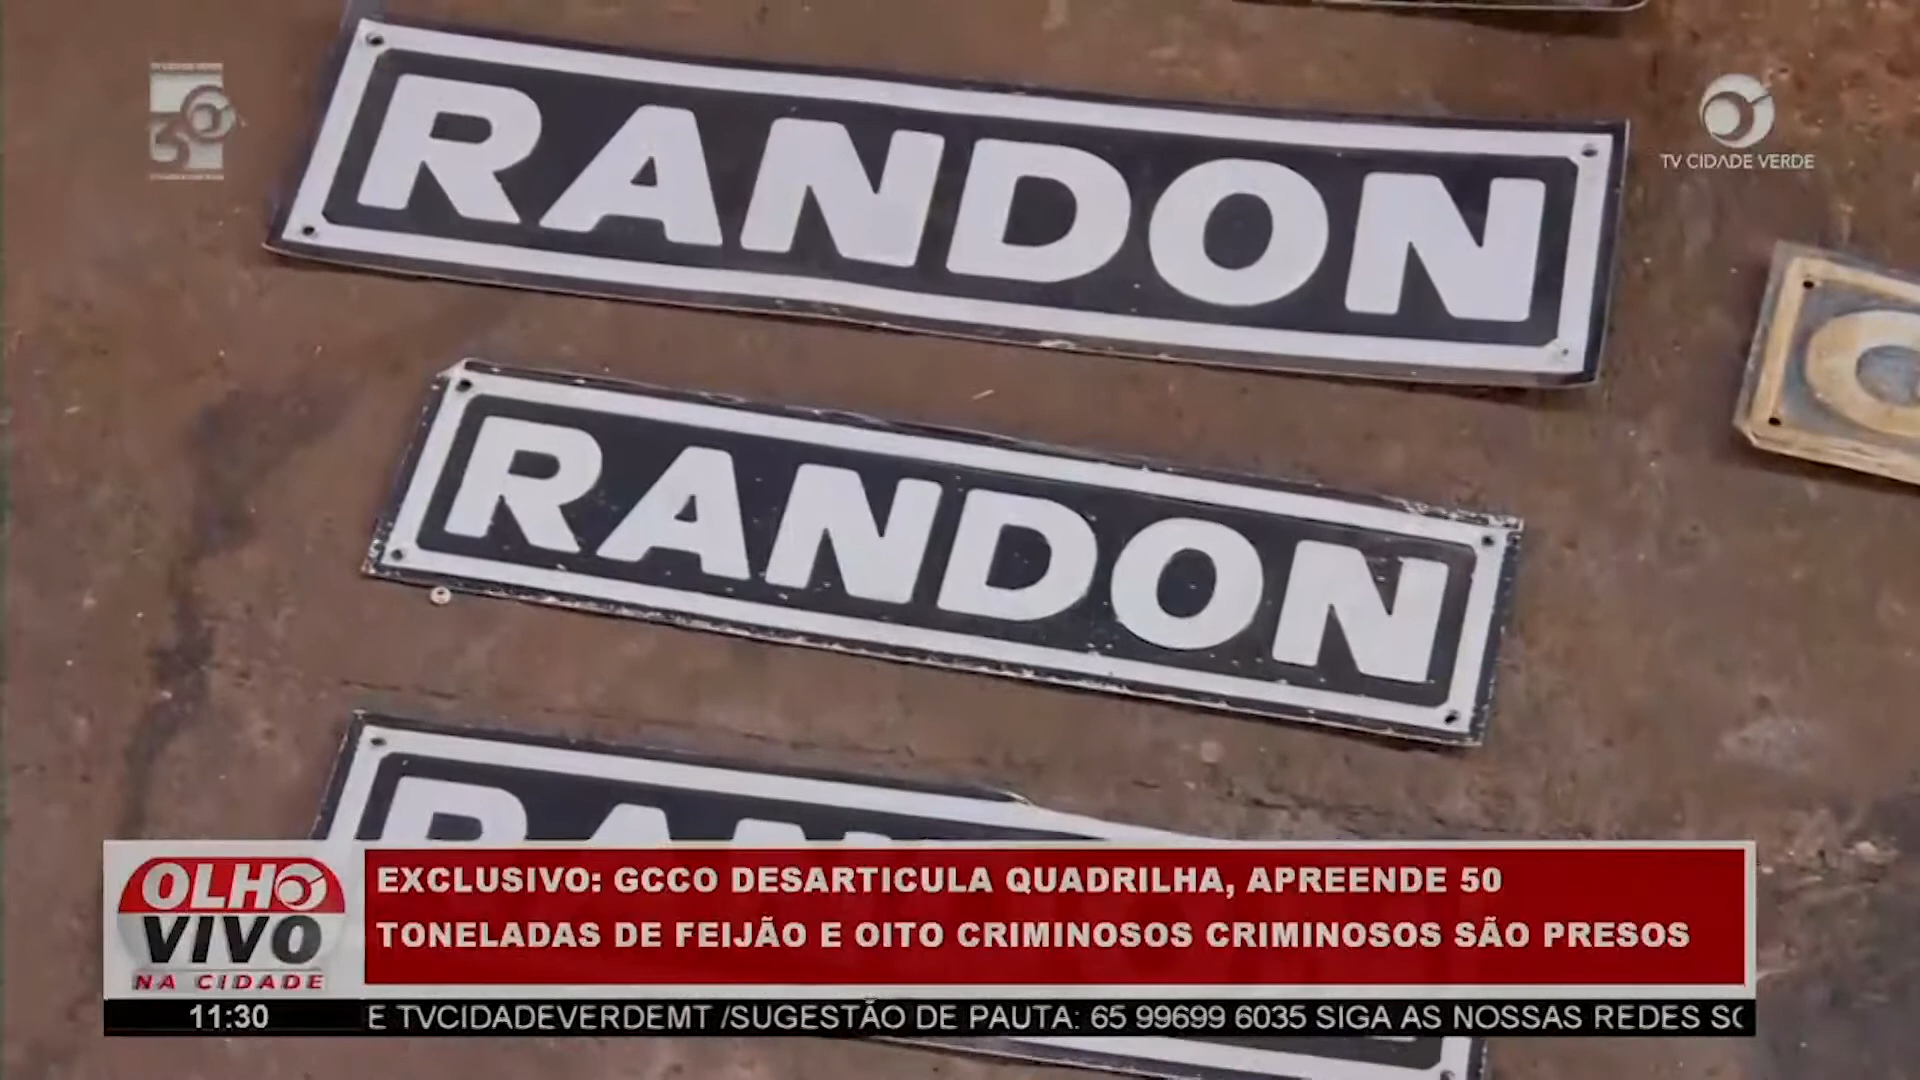 RANDON
TV CIDADE VERDE
RANDON
EXCLUSIVO: GCCO DESARTICULA QUADRILHA, APREENDE 50
TONELADAS DE FEIJÃO E OITO CRIMINOSOS CRIMINOSOS SÃO PRESOS
OLHO
VIVO
NA CIDADE
11:30
E TVCIDADEVERDEMT /SUGESTÃO DE PAUTA: 65 99699 6035 SIGA AS NOSSAS REDES